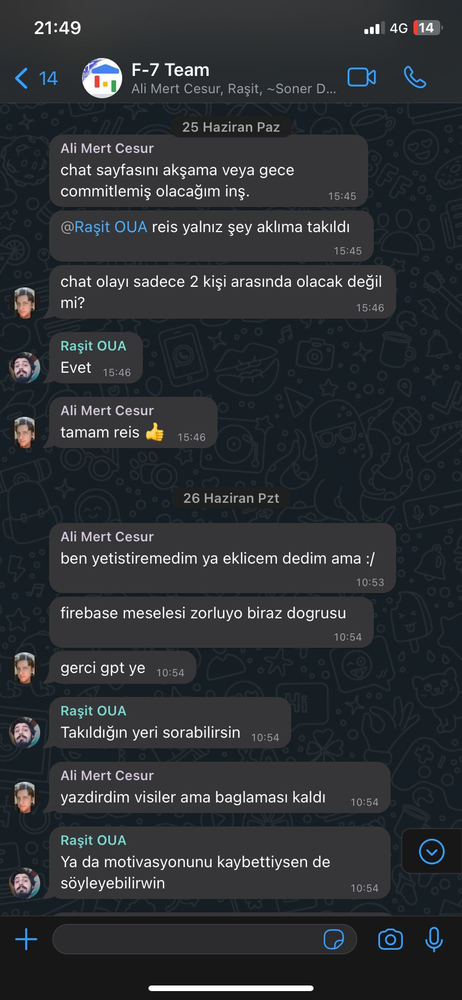 21:49
4G
14
14
F-7 Team
Ali Mert Cesur, Raşit, ~Soner D...
25 Haziran Paz
Ali Mert Cesur
chat sayfasını akşama veya gece
commitlemiş olacağım inş.
15:45
@Raşit OUA reis yalnız şey aklıma takıldı
15:45
chat olayı sadece 2 kişi arasında olacak değil
mi?
15:46
Raşit OUA
Evet 15:46
Ali Mert Cesur
tamam reis 👍 15:46
26 Haziran Pzt
Ali Mert Cesur
ben yetistiremedim ya eklicem dedim ama :/
10:53
firebase meselesi zorluyo biraz dogrusu
10:54
gerci gpt ye 10:54
Raşit OUA
Takıldığın yeri sorabilirsin 10:54
Ali Mert Cesur
yazdirdim visiler ama baglaması kaldı 10:54
Raşit OUA
Ya da motivasyonunu kaybettiysen de
söyleyebilirwin
10:54